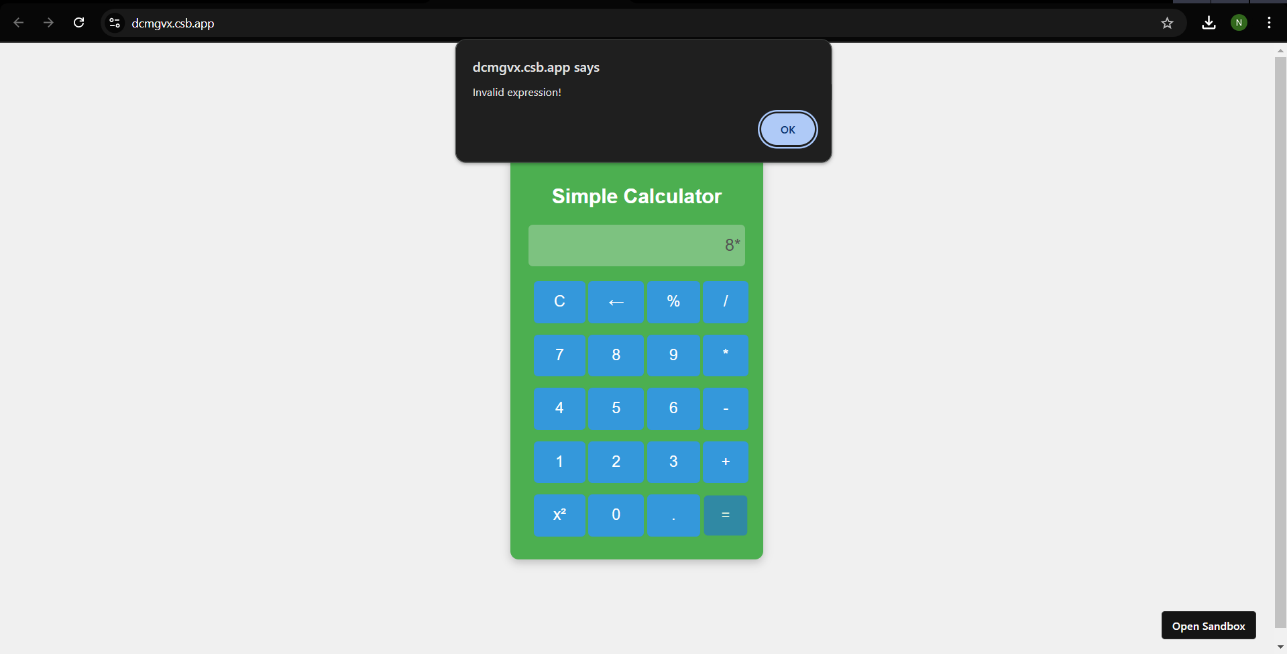 dcmgvx.csb.app
N
dcmgvx.csb.app says
Invalid expression!
OK
Simple Calculator
8*
C ← % /
7 8 9 *
4 5 6 -
1 2 3 +
x² 0 . =
Open Sandbox